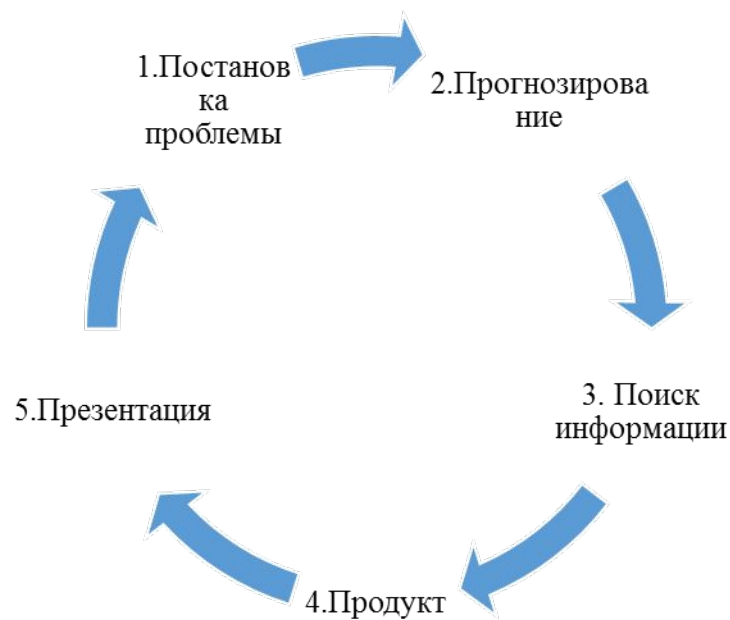 1.Постанов
ка
проблемы
2.Прогнозирова
ние
3. Поиск
информации
4.Продукт
5.Презентация